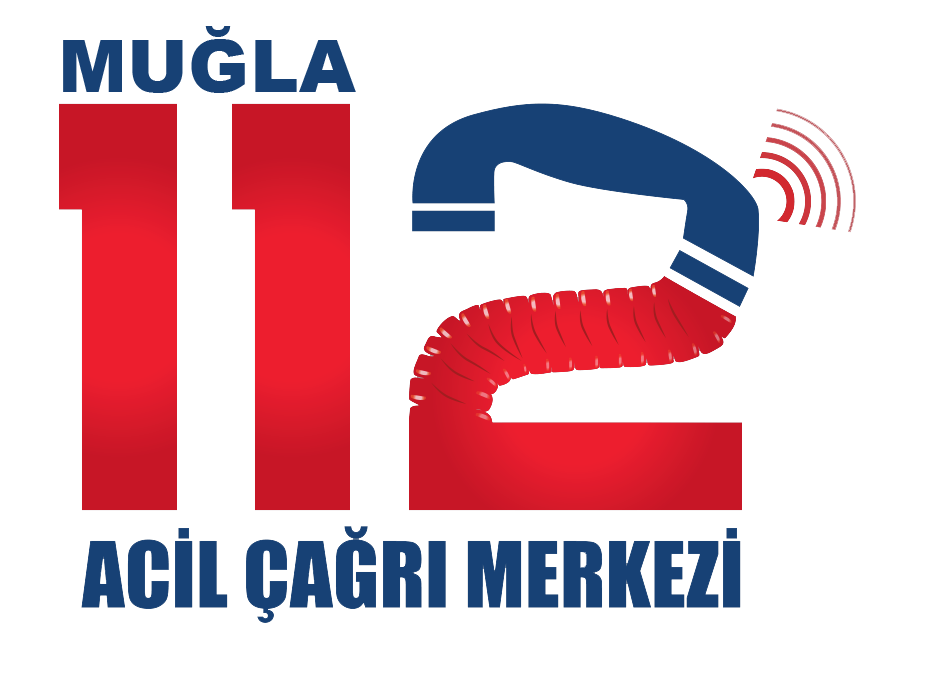 MUĞLA
112
ACİL ÇAĞRI MERKEZİ